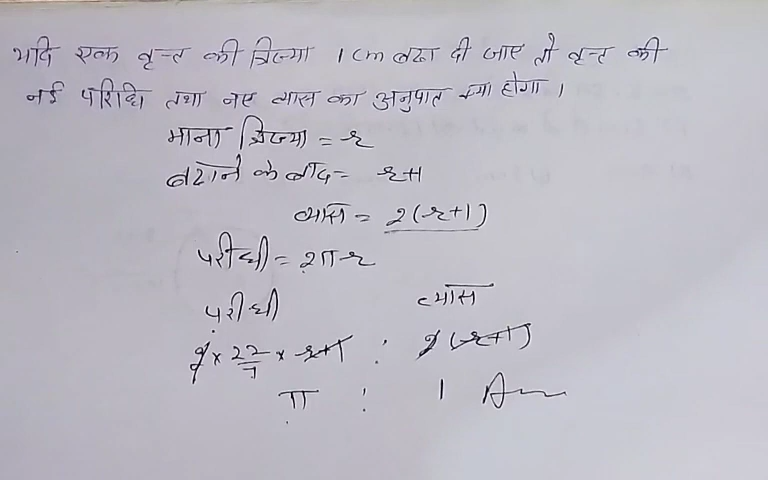 यदि एक वृन्त की त्रिज्या 1 cm बढा दी जाए तो वृन्त की
नई परिधि तथा नए व्यास का अनुपात क्या होगा।
माना त्रिज्या = r
बढाने के बाद = r+1
व्यास = 2(r+1)
परीधी = 2πr
परीधी व्यास
2 × 22/7 × r+1 : 2(r+1)
π : 1 Ans